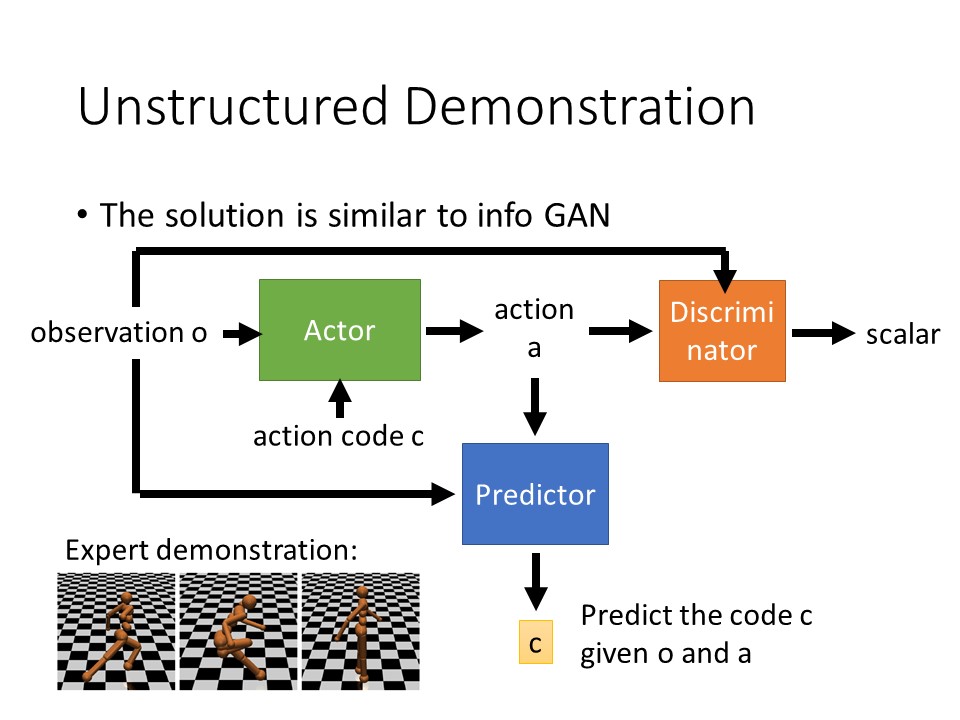 Unstructured Demonstration
• The solution is similar to info GAN
observation o
Actor
action
a
Discrimi
nator
scalar
action code c
Predictor
Expert demonstration:
c
Predict the code c
given o and a